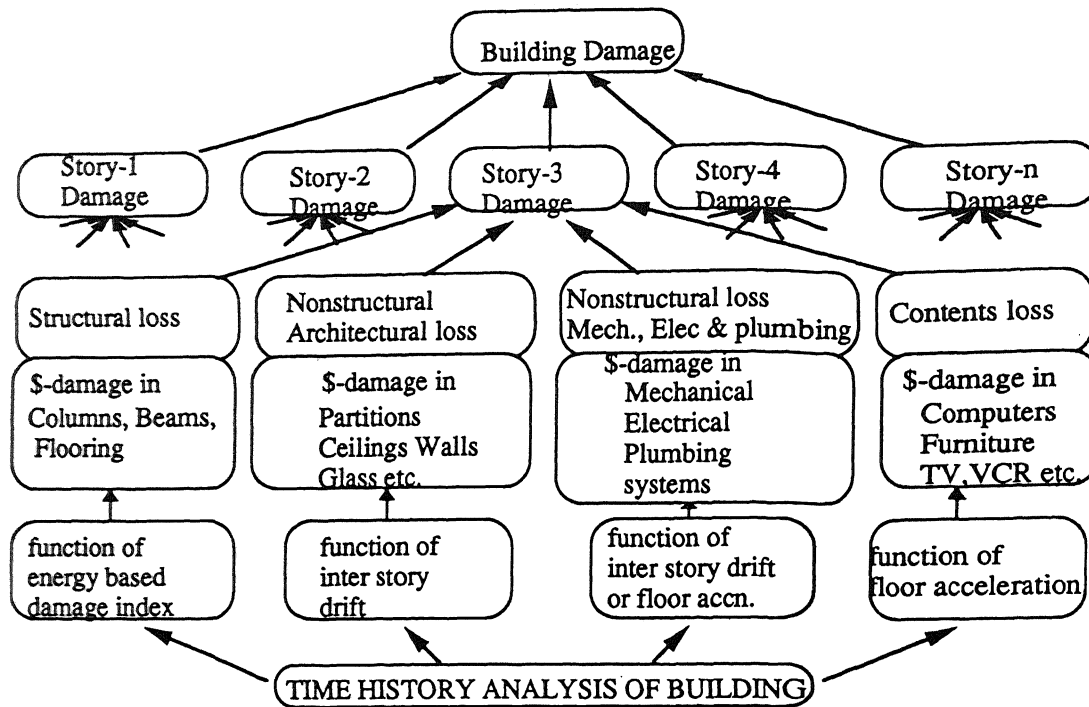 Building Damage
Story-1
Damage
Story-2
Damage
Story-3
Damage
Story-4
Damage
Story-n
Damage
Structural loss
Nonstructural
Architectural loss
Nonstructural loss
Mech., Elec & plumbing
Contents loss
$-damage in
Columns, Beams,
Flooring
$-damage in
Partitions
Ceilings Walls
Glass etc.
$-damage in
Mechanical
Electrical
Plumbing
systems
$-damage in
Computers
Furniture
TV,VCR etc.
function of
energy based
damage index
function of
inter story
drift
function of
inter story drift
or floor accn.
function of
floor acceleration
TIME HISTORY ANALYSIS OF BUILDING